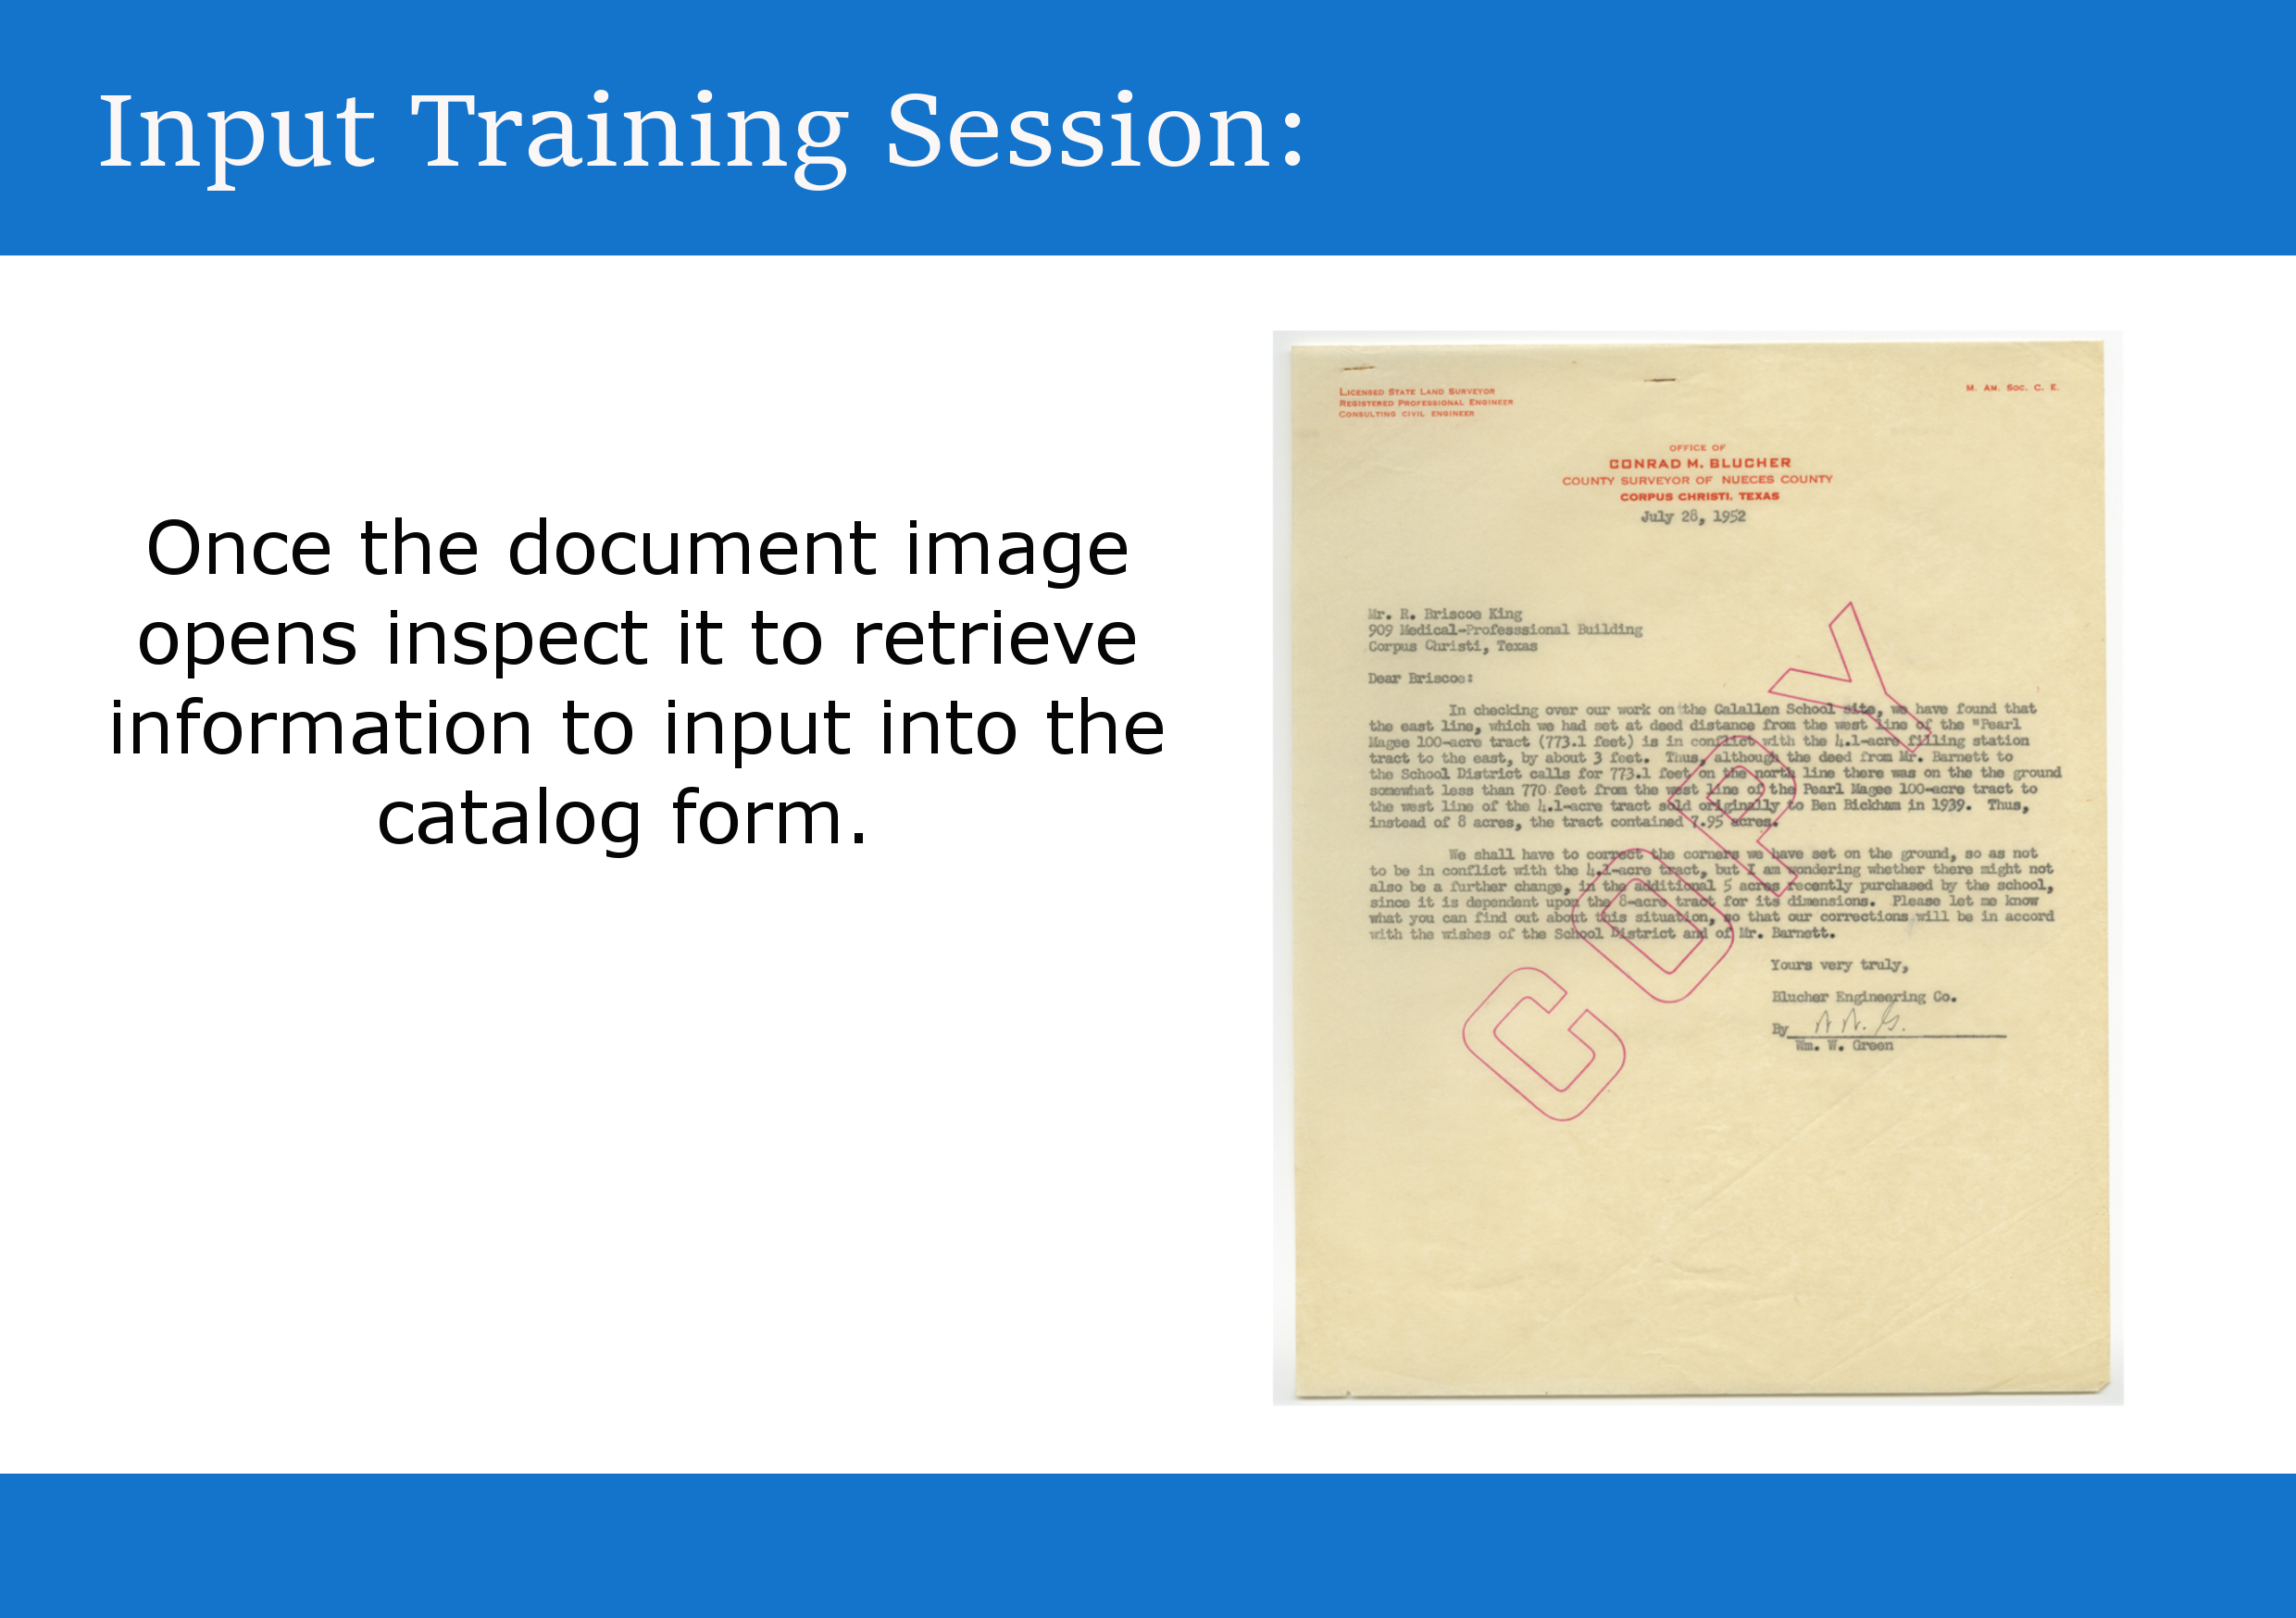 Input Training Session:
Once the document image
opens inspect it to retrieve
information to input into the
catalog form.
LICENSED STATE LAND SURVEYOR
REGISTERED PROFESSIONAL ENGINEER
CONSULTING CIVIL ENGINEER
M. AM. SOC. C. E.
OFFICE OF
CONRAD M. BLUCHER
COUNTY SURVEYOR OF NUECES COUNTY
CORPUS CHRISTI, TEXAS
July 28, 1952
Mr. R. Briscoe King
909 Medical-Professsional Building
Corpus Christi, Texas
Dear Briscoe:
In checking over our work on the Calallen School site, we have found that
the east line, which we had set at deed distance from the west line of the "Pearl
Magee 100-acre tract (773.1 feet) is in conflict with the 4.1-acre filling station
tract to the east, by about 3 feet. Thus, although the deed from Mr. Barnett to
the School District calls for 773.1 feet on the north line there was on the the ground
somewhat less than 770 feet from the west line of the Pearl Magee 100-acre tract to
the west line of the 4.1-acre tract sold originally to Ben Bickham in 1939. Thus,
instead of 8 acres, the tract contained 7.95 acres.
We shall have to correct the corners we have set on the ground, so as not
to be in conflict with the 4.1-acre tract, but I am wondering whether there might not
also be a further change, in the additional 5 acres recently purchased by the school,
since it is dependent upon the 8-acre tract for its dimensions. Please let me know
what you can find out about this situation, so that our corrections will be in accord
with the wishes of the School District and of Mr. Barnett.
Yours very truly,
Blucher Engineering Co.
By
Wm. W. Green
COPY